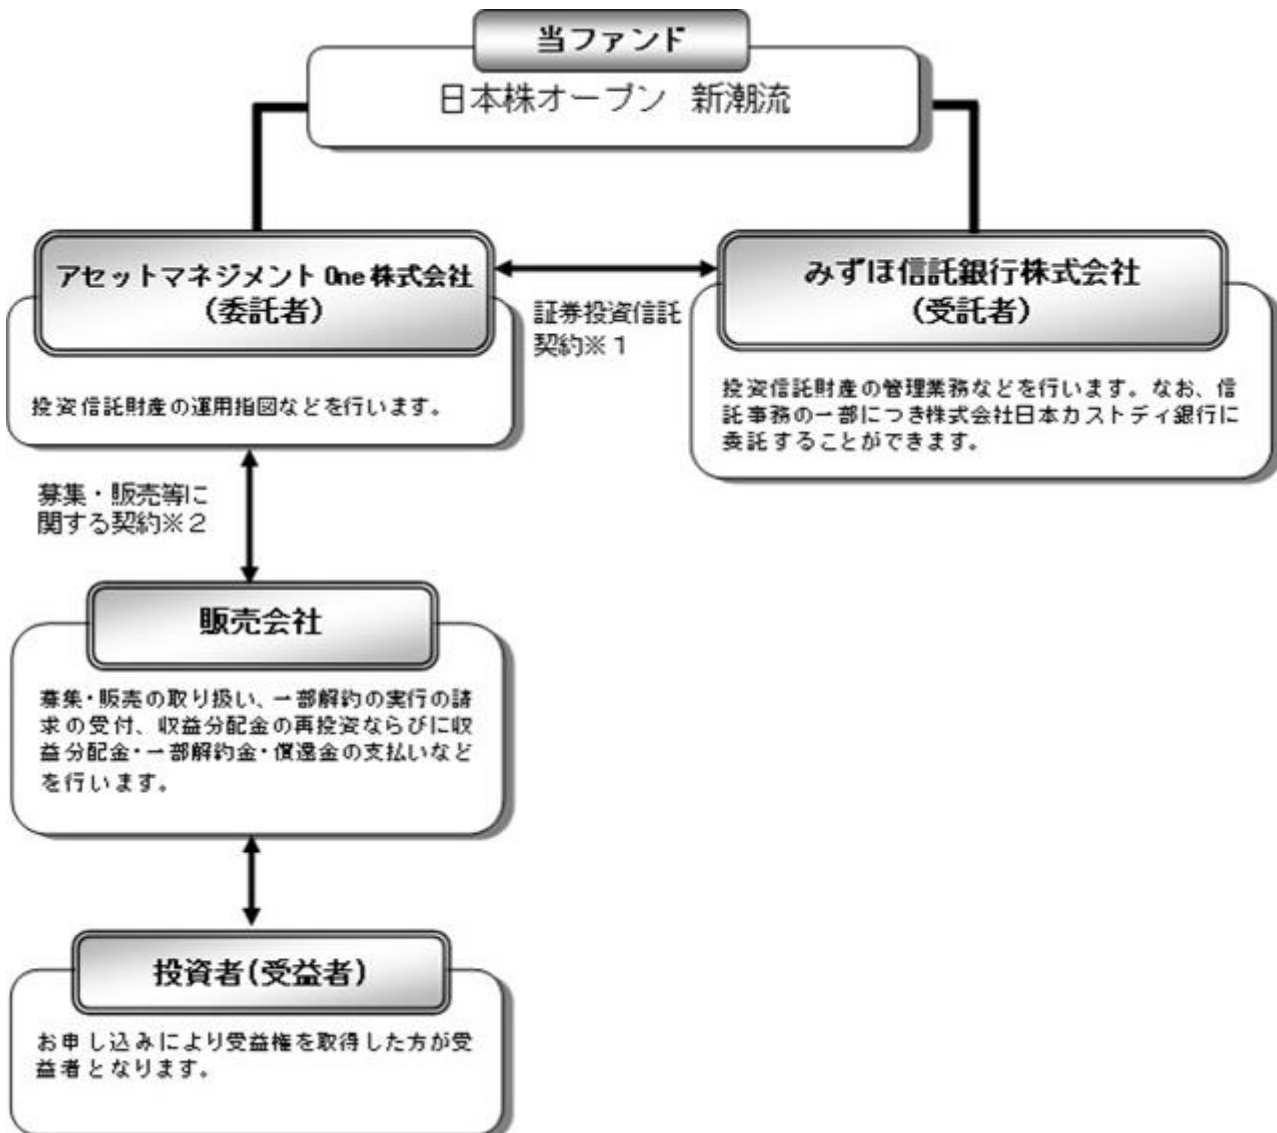 当ファンド
日本株オープン 新潮流
アセットマネジメント One 株式会社
(委託者)
投資信託財産の運用指図などを行います。
証券投資信託
契約※1
みずほ信託銀行株式会社
(受託者)
投資信託財産の管理業務などを行います。なお、信
託事務の一部につき株式会社日本カストディ銀行に
委託することができます。
募集・販売等に
関する契約※2
販売会社
募集・販売の取り扱い、一部解約の実行の請
求の受付、収益分配金の再投資ならびに収
益分配金・一部解約金・償還金の支払いなど
を行います。
投資者(受益者)
お申し込みにより受益権を取得した方が受
益者となります。